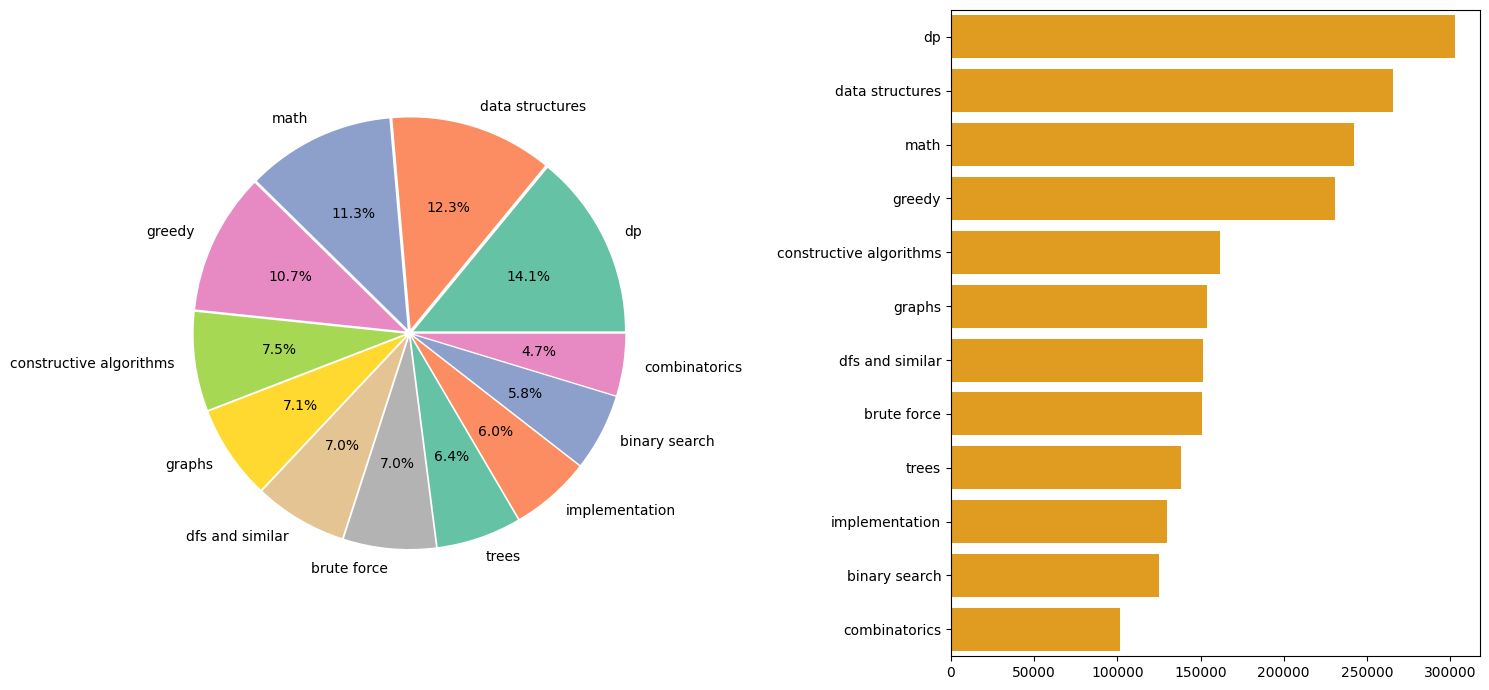 data structures
math
greedy
dp
12.3%
11.3%
10.7%
14.1%
7.5%
4.7%
constructive algorithms
combinatorics
7.1%
5.8%
7.0%
6.0%
7.0%
6.4%
binary search
graphs
implementation
dfs and similar
trees
brute force
dp
data structures
math
greedy
constructive algorithms
graphs
dfs and similar
brute force
trees
implementation
binary search
combinatorics
0 50000 100000 150000 200000 250000 300000